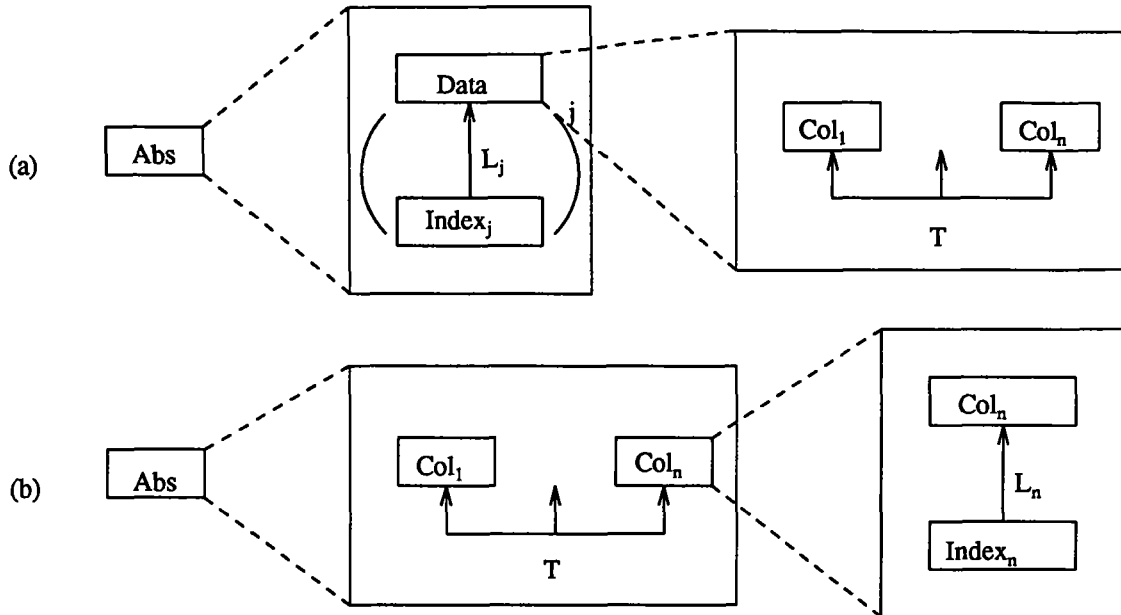 (a)
Abs
Data
j
L_j
Index_j
Col_1
Col_n
T
(b)
Abs
Col_1
Col_n
T
Col_n
L_n
Index_n